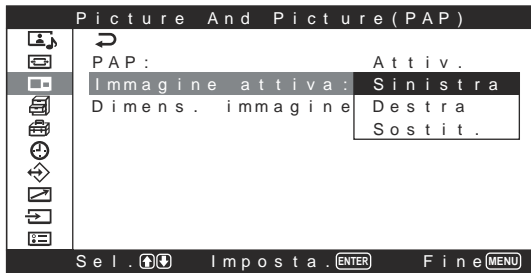 Picture And Picture(PAP)
PAP: Attiv.
Immagine attiva: Sinistra
Dimens. immagine Destra
Sostit.
Sel. Imposta. ENTER Fine MENU